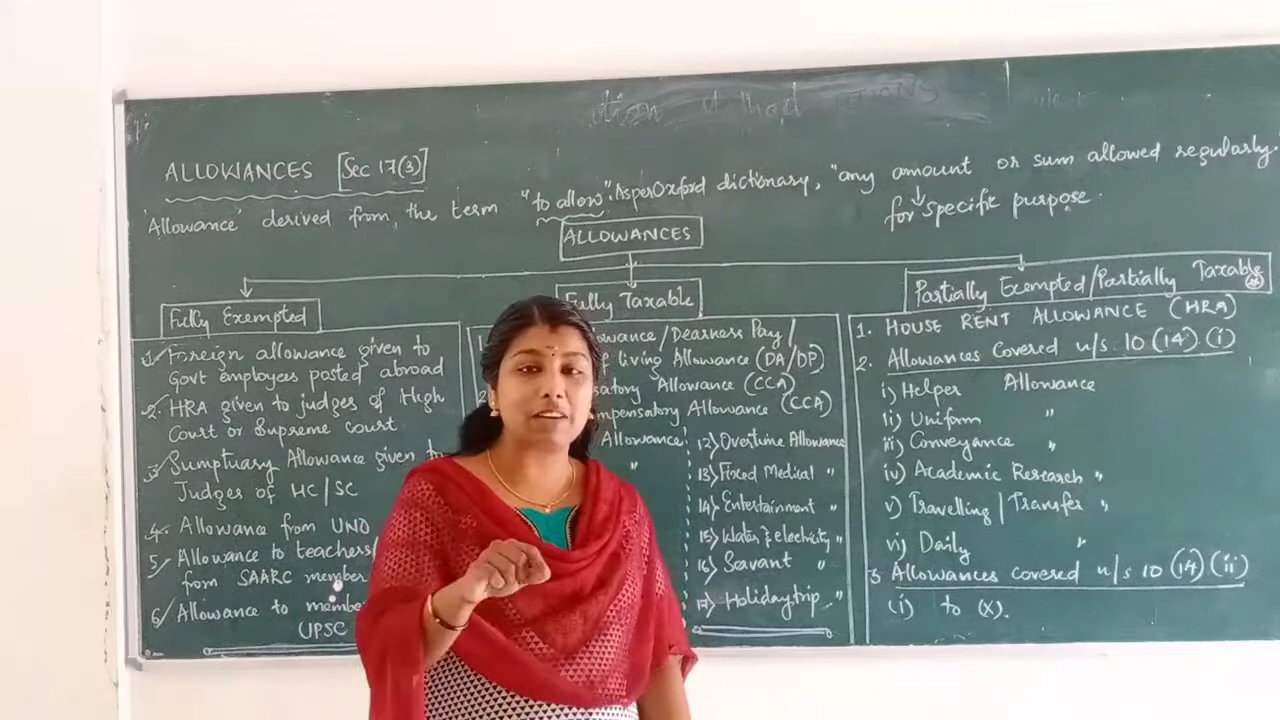 ALLOWANCES [Sec 17(3)]
'Allowance' derived from the term "to allow". As per Oxford dictionary, "any amount or sum allowed regularly.
for specific purpose.
ALLOWANCES
Fully Exempted
1. Foreign allowance given to
Govt employees posted abroad
2. HRA given to judges of High
Court or Supreme court
3. Sumptuary Allowance given to
Judges of HC/SC
4. Allowance from UNO
5. Allowance to teachers/
from SAARC member
6. Allowance to membe
UPSC
Fully Taxable
1. owance/Dearness Pay/
f living Allowance (DA/DP)
2. satory Allowance (CCA)
mpensatory Allowance (CCA)
Allowance
"
12) Overtime Allowance
13) Fixed Medical "
14) Entertainment "
15) Water & electricity "
16) Servant "
17) Holiday trip "
Partially Exempted/Partially Taxable
1. HOUSE RENT ALLOWANCE (HRA)
2. Allowances Covered u/s 10 (14) (i)
i) Helper Allowance
ii) Uniform "
iii) Conveyance "
iv) Academic Research "
v) Travelling / Transfer "
vi) Daily "
3 Allowances covered u/s 10 (14) (ii)
(i) to (x).